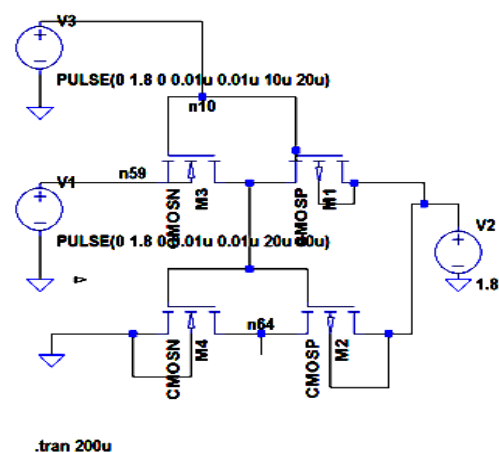 V3
PULSE(0 1.8 0 0.01u 0.01u 10u 20u)
n10
n59
V1
CMOSN
M3
CMOSP
M1
V2
PULSE(0 1.8 0 0.01u 0.01u 20u 40u)
1.8
n64
CMOSN
M4
CMOSP
M2
.tran 200u